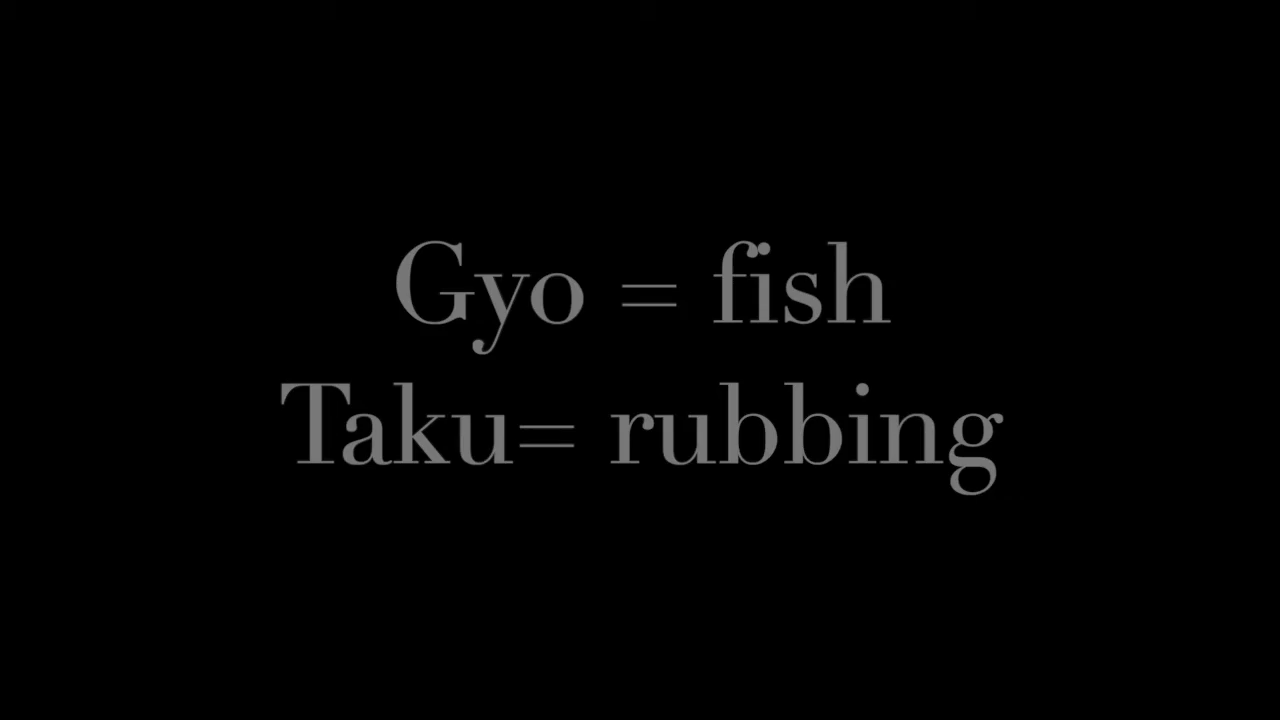 Gyo = fish
Taku= rubbing